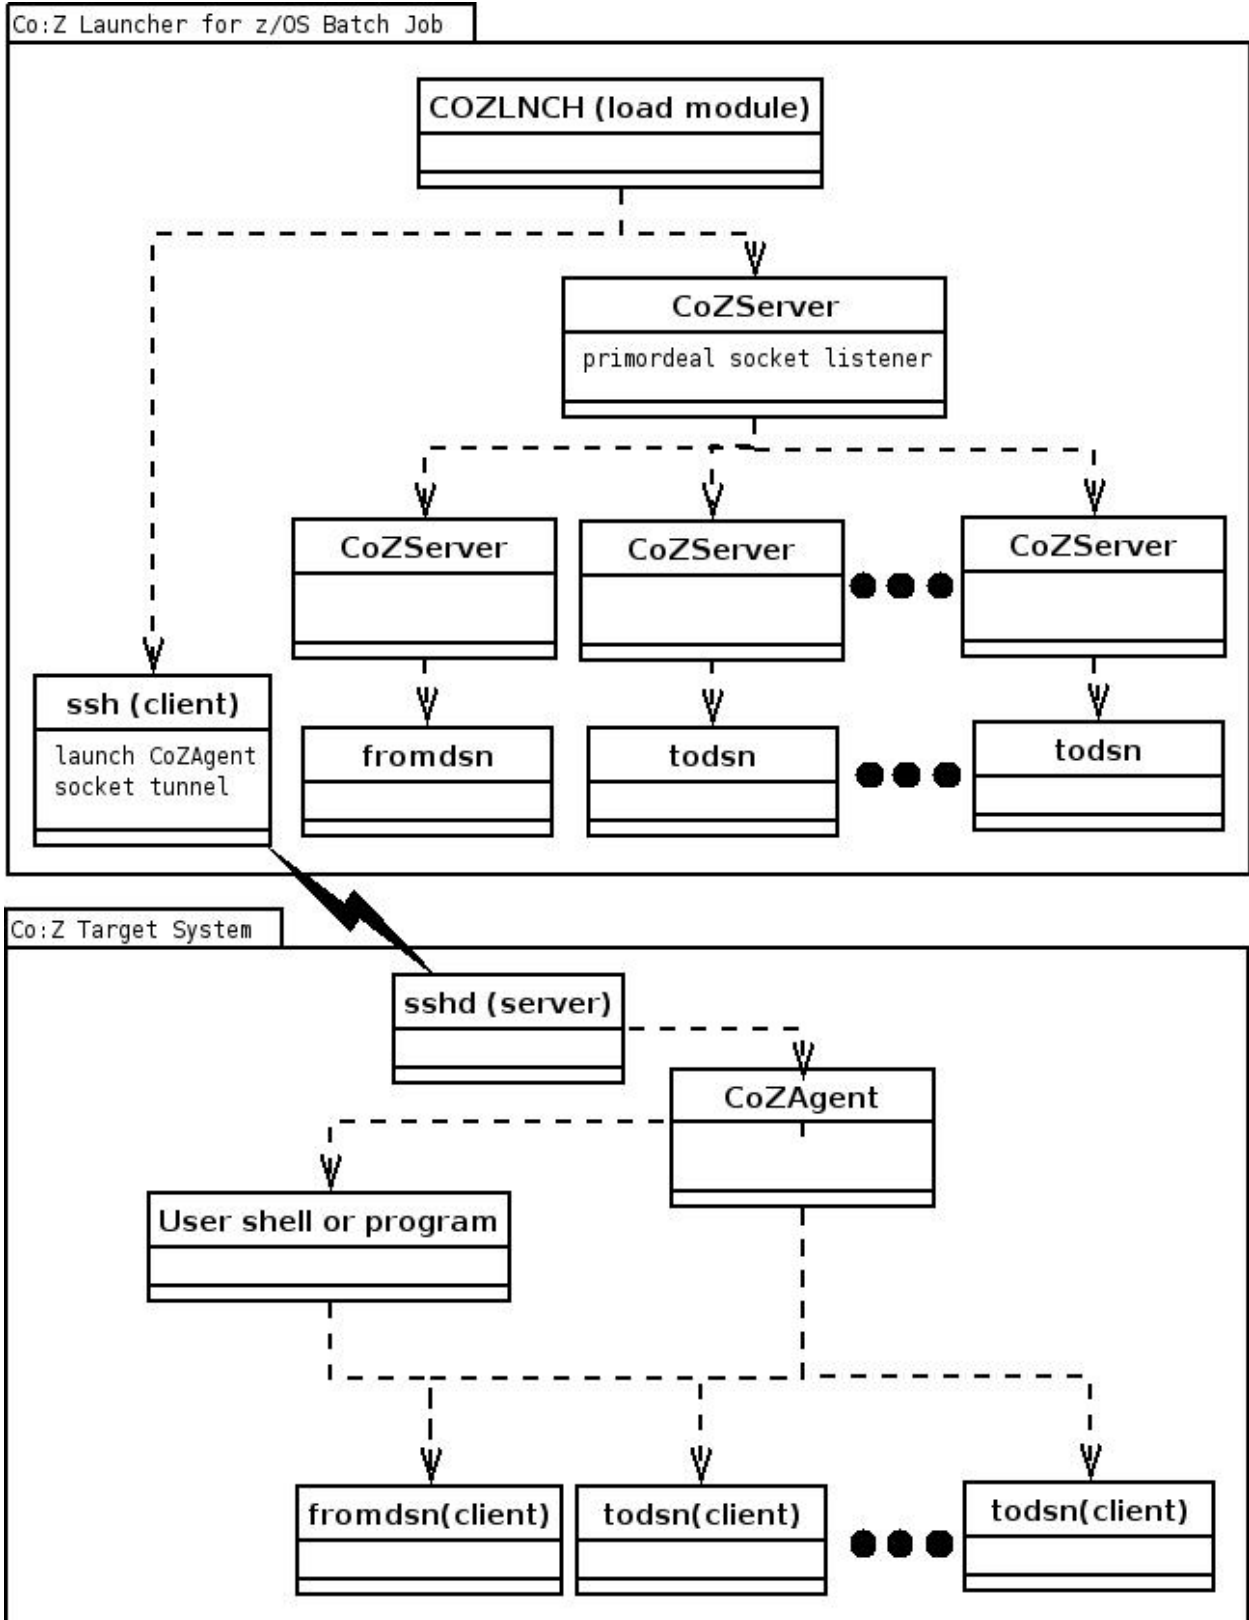 Co:Z Launcher for z/OS Batch Job
COZLNCH (load module)
CoZServer
primordeal socket listener
CoZServer
CoZServer
CoZServer
ssh (client)
launch CoZAgent
socket tunnel
fromdsn
todsn
todsn
Co:Z Target System
sshd (server)
CoZAgent
User shell or program
fromdsn(client)
todsn(client)
todsn(client)